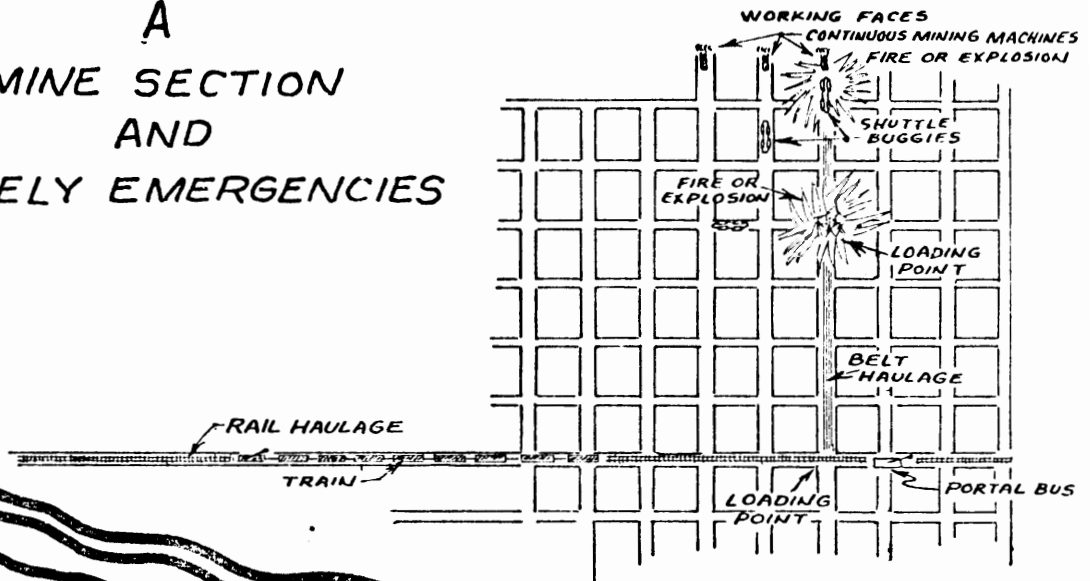 A
MINE SECTION
AND
ELY EMERGENCIES
WORKING FACES
CONTINUOUS MINING MACHINES
FIRE OR EXPLOSION
SHUTTLE
BUGGIES
FIRE OR
EXPLOSION
LOADING
POINT
BELT
HAULAGE
RAIL HAULAGE
TRAIN
LOADING
POINT
PORTAL BUS